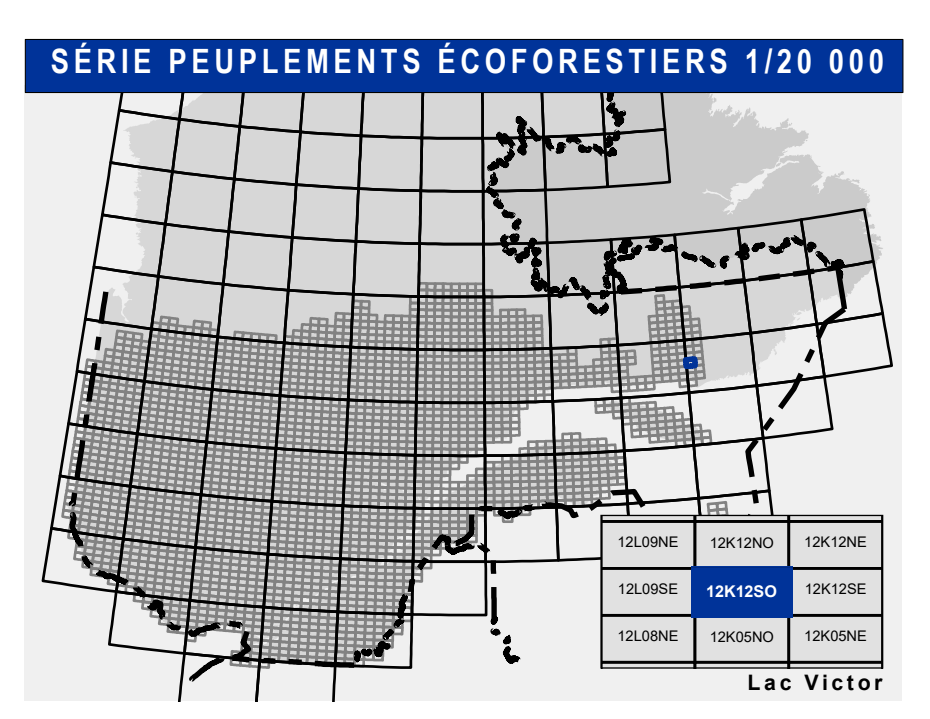 SÉRIE PEUPLEMENTS ÉCOFORESTIERS 1/20 000
12L09NE 12K12NO 12K12NE
12L09SE 12K12SO 12K12SE
12L08NE 12K05NO 12K05NE
Lac Victor